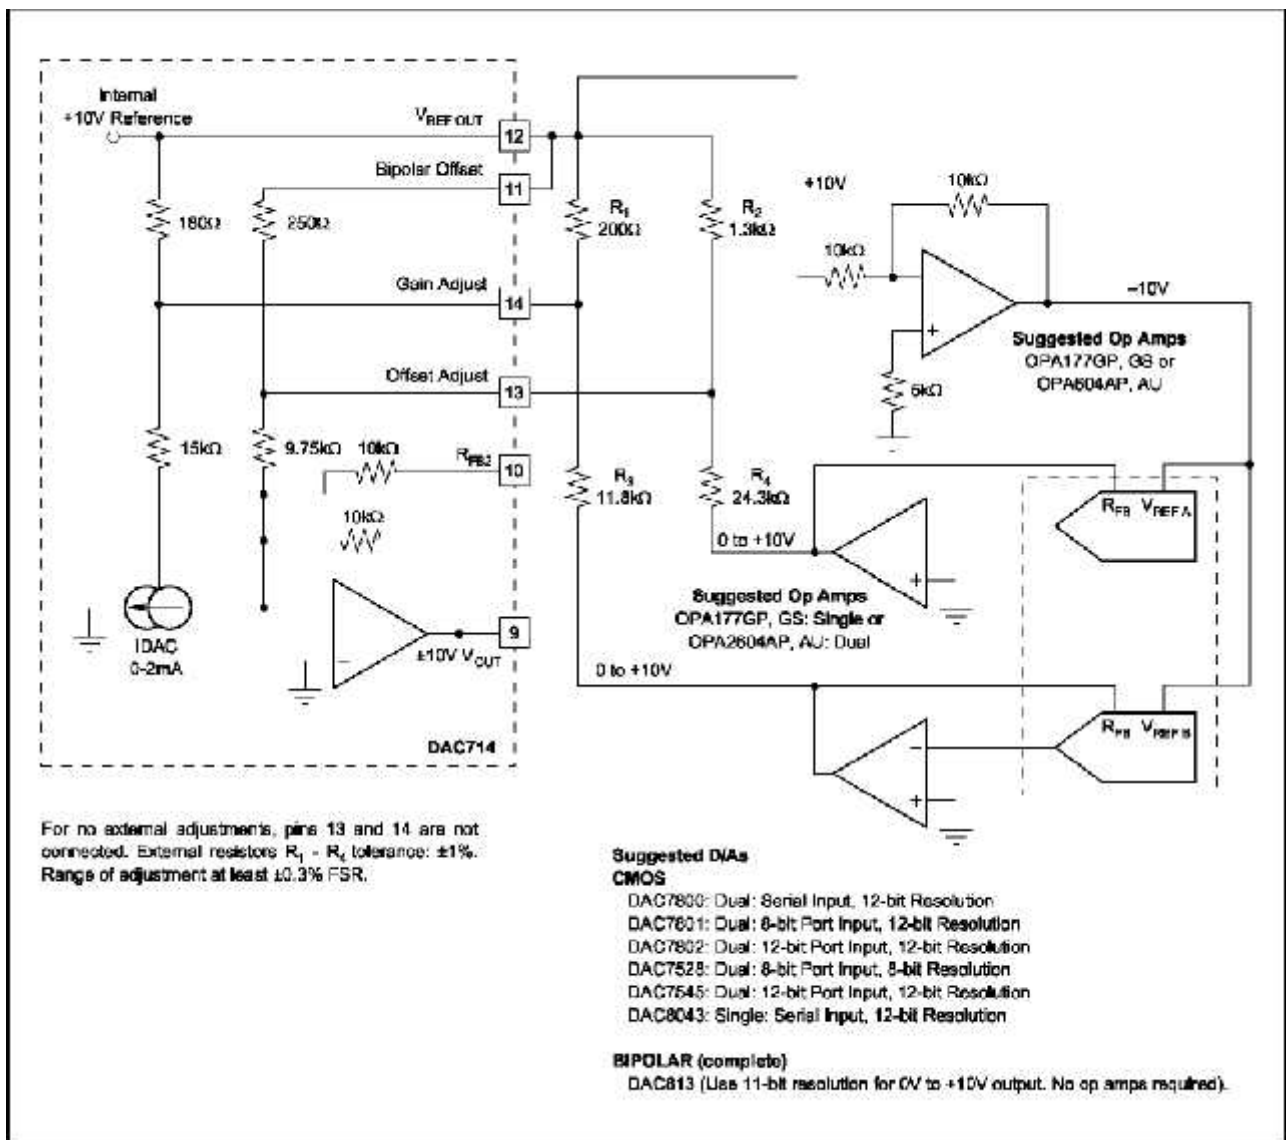 Internal
+10V Reference
V REF OUT
12
Bipolar Offset
11
180Ω
250Ω
R1
200Ω
R2
1.3kΩ
+10V
10kΩ
10kΩ
Gain Adjust
14
–10V
+
Suggested Op Amps
OPA177GP, GS or
OPA604AP, AU
5kΩ
Offset Adjust
13
15kΩ
9.75kΩ
10kΩ
RFB2
10
R3
11.8kΩ
R4
24.3kΩ
10kΩ
RFB VREF A
0 to +10V
+
Suggested Op Amps
OPA177GP, GS: Single or
OPA2604AP, AU: Dual
IDAC
0-2mA
–
±10V VOUT
9
0 to +10V
RFB VREF B
–
+
DAC714
For no external adjustments, pins 13 and 14 are not
connected. External resistors R1 - R4 tolerance: ±1%.
Range of adjustment at least ±0.3% FSR.
Suggested D/As
CMOS
DAC7800: Dual: Serial Input, 12-bit Resolution
DAC7801: Dual: 8-bit Port Input, 12-bit Resolution
DAC7802: Dual: 12-bit Port Input, 12-bit Resolution
DAC7528: Dual: 8-bit Port Input, 8-bit Resolution
DAC7545: Dual: 12-bit Port Input, 12-bit Resolution
DAC8043: Single: Serial Input, 12-bit Resolution
BIPOLAR (complete)
DAC813 (Use 11-bit resolution for 0V to +10V output. No op amps required).